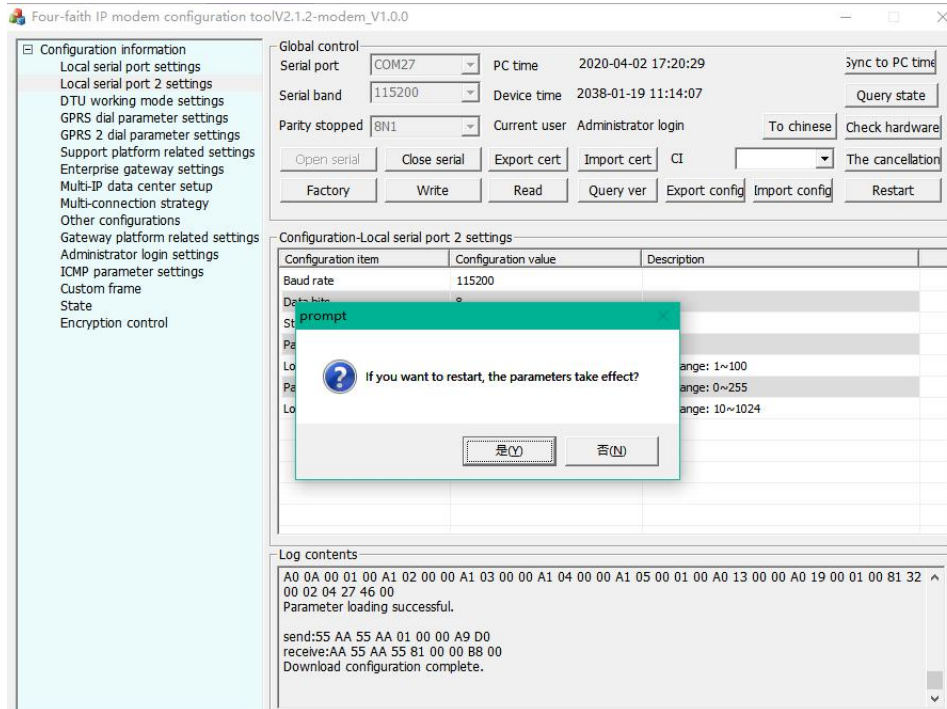 Four-faith IP modem configuration toolV2.1.2-modem_V1.0.0
Configuration information
Local serial port settings
Local serial port 2 settings
DTU working mode settings
GPRS dial parameter settings
GPRS 2 dial parameter settings
Support platform related settings
Enterprise gateway settings
Multi-IP data center setup
Multi-connection strategy
Other configurations
Gateway platform related settings
Administrator login settings
ICMP parameter settings
Custom frame
State
Encryption control
Global control
Serial port COM27 PC time 2020-04-02 17:20:29 Sync to PC time
Serial band 115200 Device time 2038-01-19 11:14:07 Query state
Parity stopped 8N1 Current user Administrator login To chinese Check hardware
Open serial Close serial Export cert Import cert CI The cancellation
Factory Write Read Query ver Export config Import config Restart
Configuration-Local serial port 2 settings
Configuration item Configuration value Description
Baud rate 115200
Data bits 8
St
Pa
Lo ange: 1~100
Pa ange: 0~255
Lo ange: 10~1024
prompt
If you want to restart, the parameters take effect?
是(Y) 否(N)
Log contents
A0 0A 00 01 00 A1 02 00 00 A1 03 00 00 A1 04 00 00 A1 05 00 01 00 A0 13 00 00 A0 19 00 01 00 81 32
00 02 04 27 46 00
Parameter loading successful.
send:55 AA 55 AA 01 00 00 A9 D0
receive:AA 55 AA 55 81 00 00 B8 00
Download configuration complete.